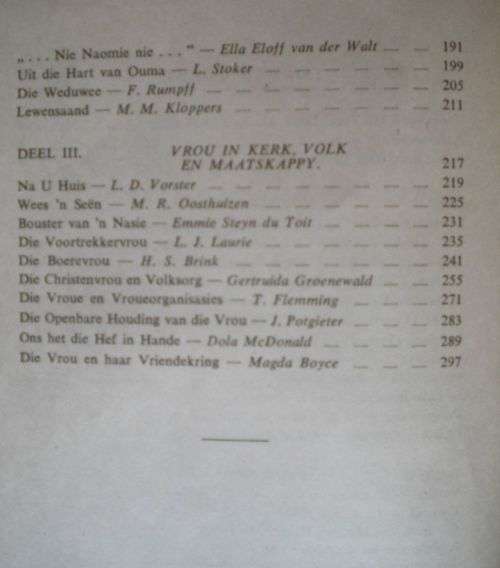 „. . . Nie Naomie nie . . ." — Ella Eloff van der Walt — — 191
Uit die Hart van Ouma — L. Stoker — — — — — 199
Die Weduwee — F. Rumpff — — — — — — — 205
Lewensaand — M. M. Kloppers — — — — — — 211
DEEL III. VROU IN KERK, VOLK
EN MAATSKAPPY. 217
Na U Huis — L. D. Vorster — — — — — — — 219
Wees 'n Seën — M. R. Oosthuizen — — — — — 225
Bouster van 'n Nasie — Emmie Steyn du Toit — — — 231
Die Voortrekkervrou — L. J. Laurie — — — — — 235
Die Boerevrou — H. S. Brink — — — — — — 241
Die Christenvrou en Volksorg — Gertruida Groenewald — — 255
Die Vroue en Vroueorganisasies — T. Flemming — — — 271
Die Openbare Houding van die Vrou — J. Potgieter — — — 283
Ons het die Hef in Hande — Dola McDonald — — — — 289
Die Vrou en haar Vriendekring — Magda Boyce — — — 297